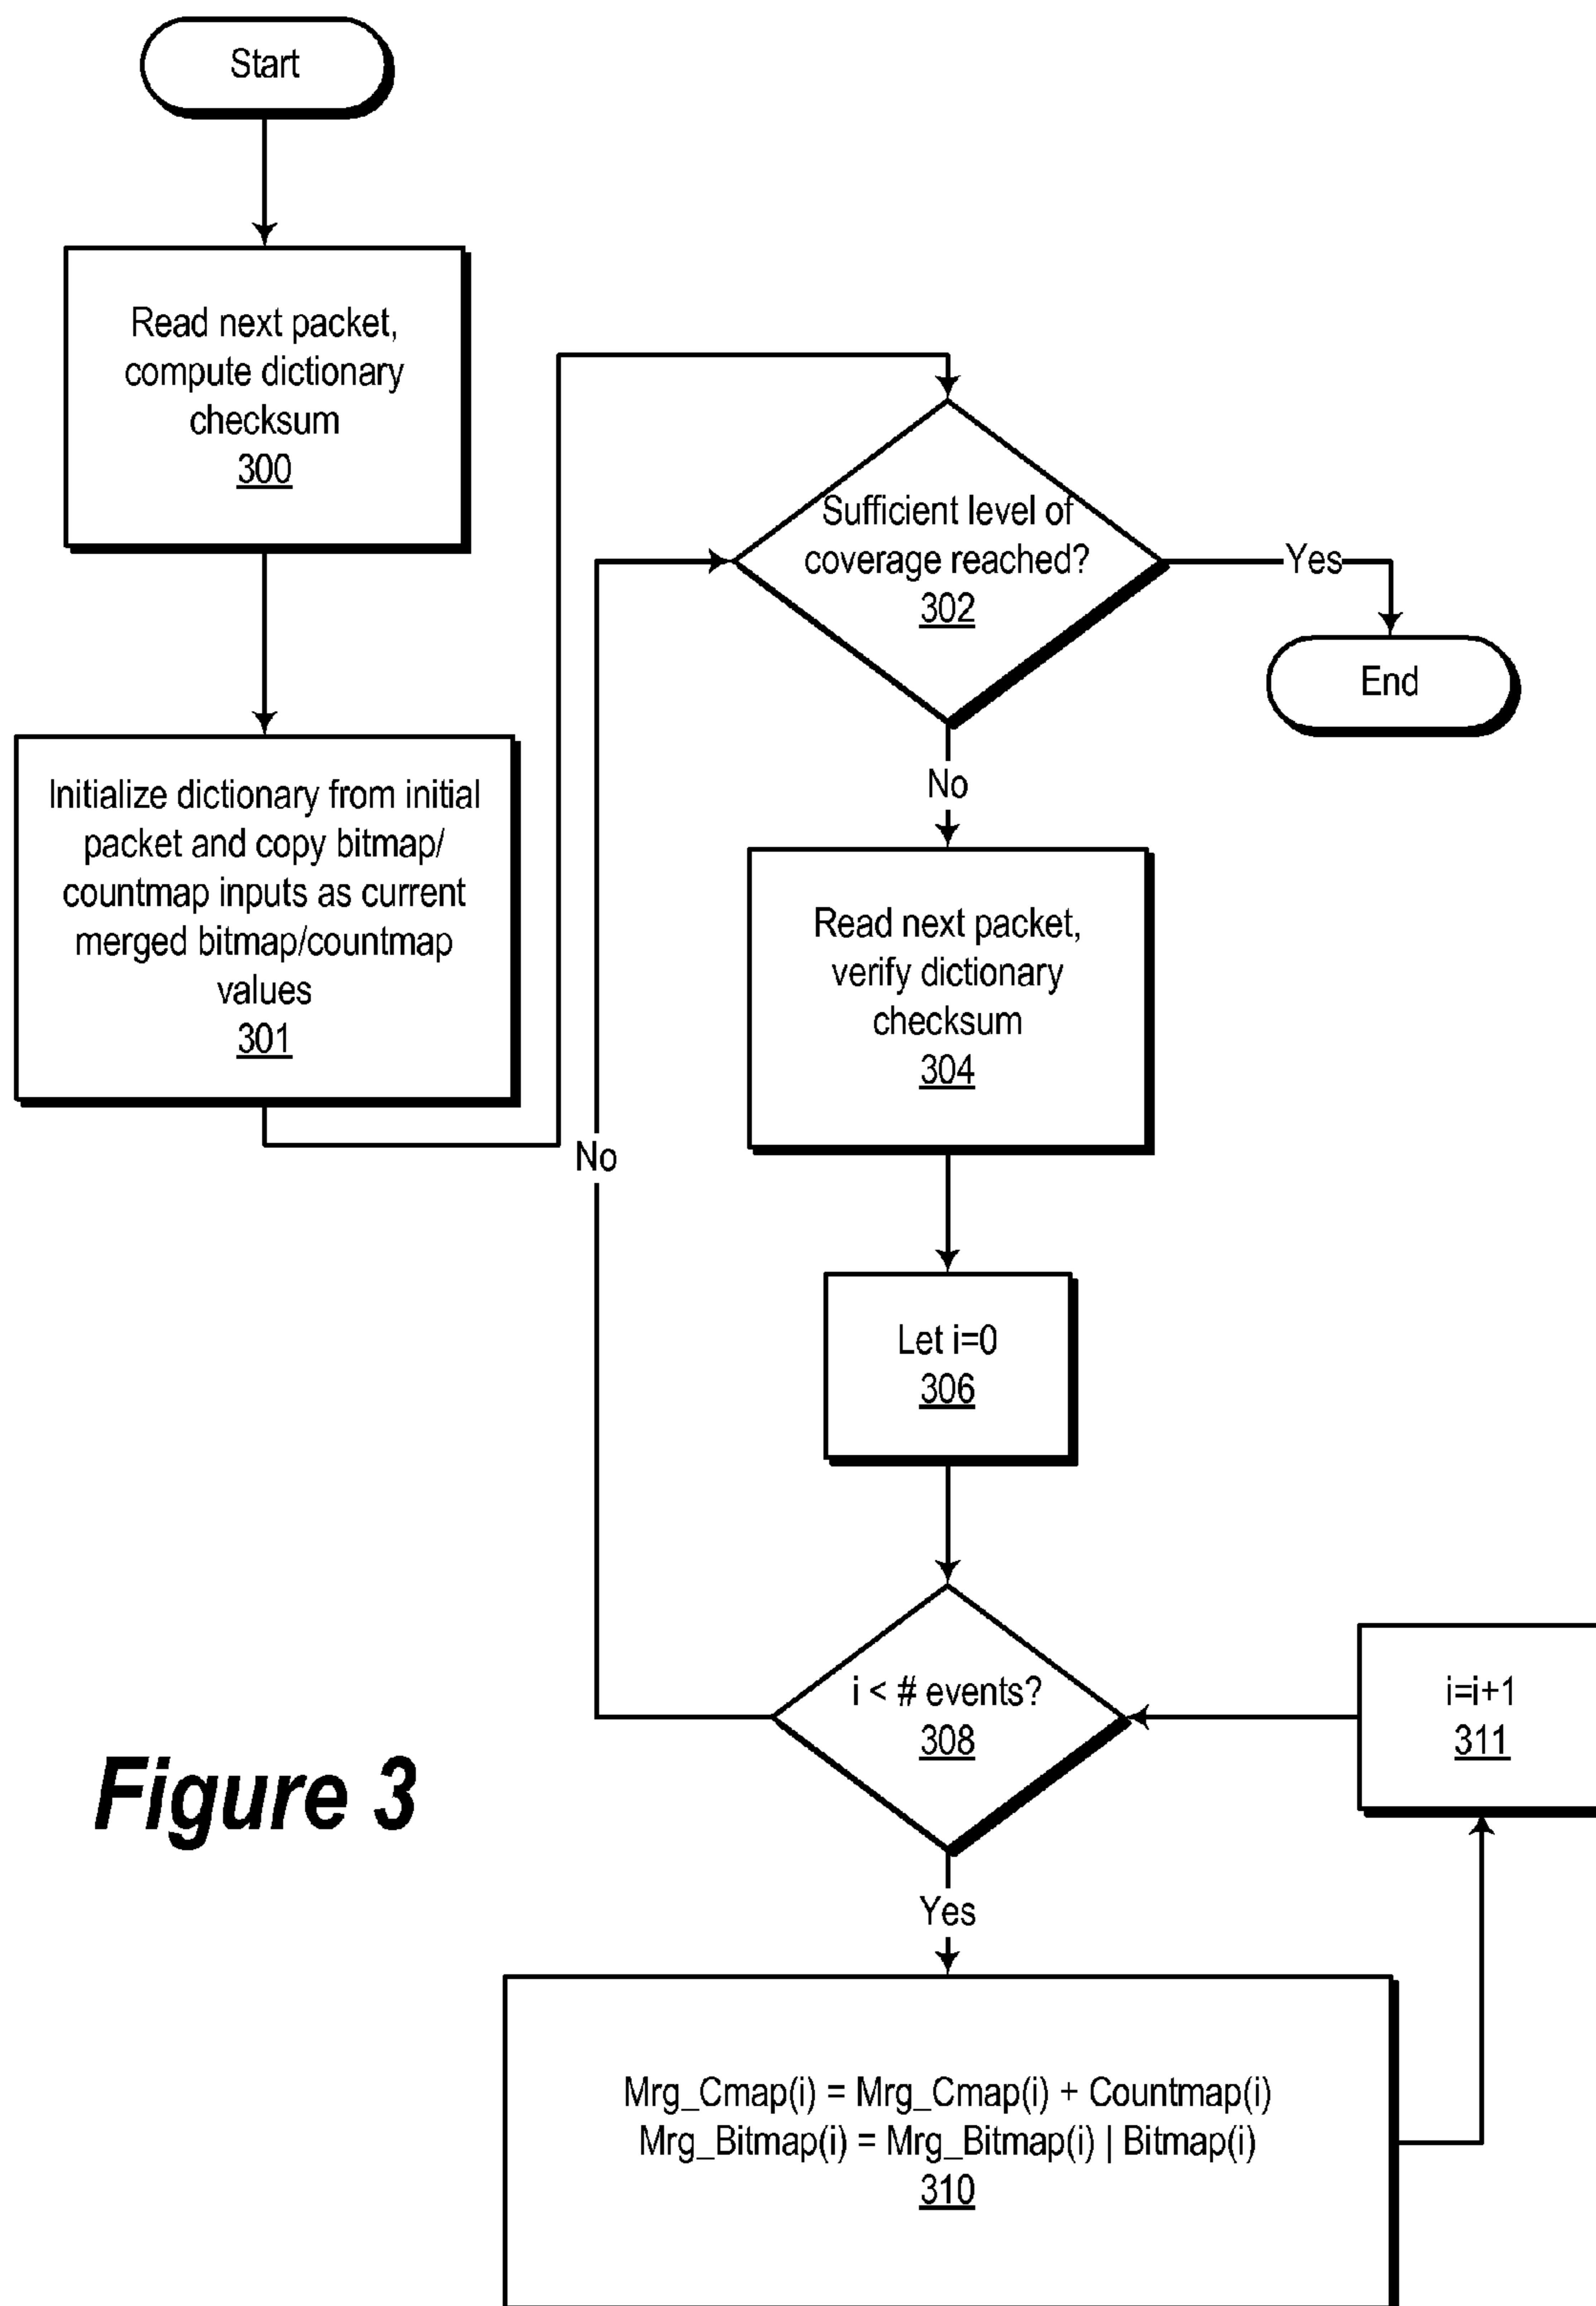 Start
Read next packet,
compute dictionary
checksum
300
Initialize dictionary from initial
packet and copy bitmap/
countmap inputs as current
merged bitmap/countmap
values
301
Sufficient level of
coverage reached?
302
Yes
End
No
Read next packet,
verify dictionary
checksum
304
No
Let i=0
306
i < # events?
308
i=i+1
311
Yes
Mrg_Cmap(i) = Mrg_Cmap(i) + Countmap(i)
Mrg_Bitmap(i) = Mrg_Bitmap(i) | Bitmap(i)
310
Figure 3